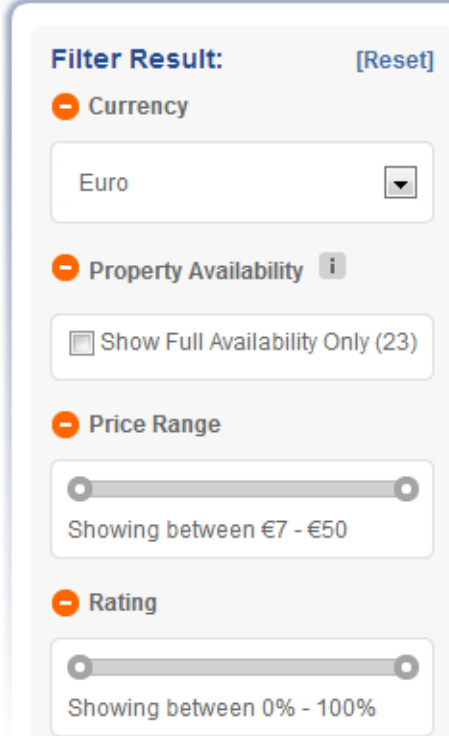 Filter Result: [Reset]
Currency
Euro
Property Availability i
Show Full Availability Only (23)
Price Range
Showing between €7 - €50
Rating
Showing between 0% - 100%